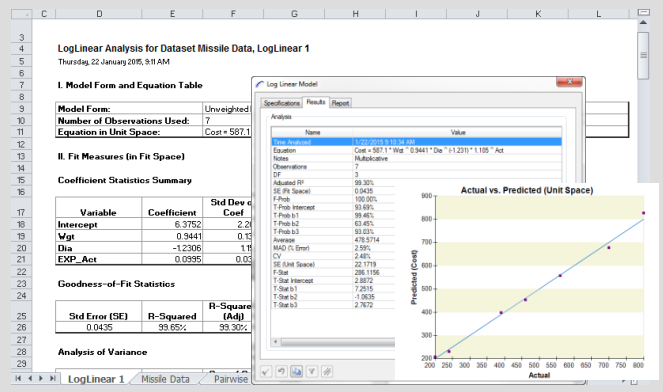 C D E F G H I J K L
3
4 LogLinear Analysis for Dataset Missile Data, LogLinear 1
5 Thursday, 22 January 2015, 9:11 AM
6
7 I. Model Form and Equation Table
8
9 Model Form: Unweighted
10 Number of Observations Used: 7
11 Equation in Unit Space: Cost = 587.1
12
13 II. Fit Measures (in Fit Space)
14
15 Coefficient Statistics Summary
16
17 Variable Coefficient Std Dev o Coef
18 Intercept 6.3752 2.20
19 Wgt 0.9441 0.13
20 Dia -1.2306 1.15
21 EXP_Act 0.0995 0.03
22
23 Goodness-of-Fit Statistics
24
25 Std Error (SE) R-Squared R-Square (Adj)
26 0.0435 99.65% 99.30%
27
28 Analysis of Variance
29
LogLinear 1 Missile Data Pairwise
Log Linear Model
Specifications Results Report
Analysis
Name Value
Time Analyzed 1/22/2015 9:10:34 AM
Equation Cost = 587.1 * Wgt ^ 0.9441 * Dia ^ (-1.231) * 1.105 ^ Act
Notes Multiplicative
Observations 7
DF 3
Adjusted R² 99.30%
SE (Fit Space) 0.0435
F-Prob 100.00%
T-Prob Intercept 93.69%
T-Prob b1 99.46%
T-Prob b2 63.45%
T-Prob b3 93.03%
Average 478.5714
MAD (% Error) 2.59%
CV 2.48%
SE (Unit Space) 22.1719
F-Stat 286.1156
T-Stat Intercept 2.8872
T-Stat b1 7.2515
T-Stat b2 -1.0635
T-Stat b3 2.7672
Actual vs. Predicted (Unit Space)
Predicted (Cost)
900
800
700
600
500
400
300
200
200 250 300 350 400 450 500 550 600 650 700 750 800
Actual